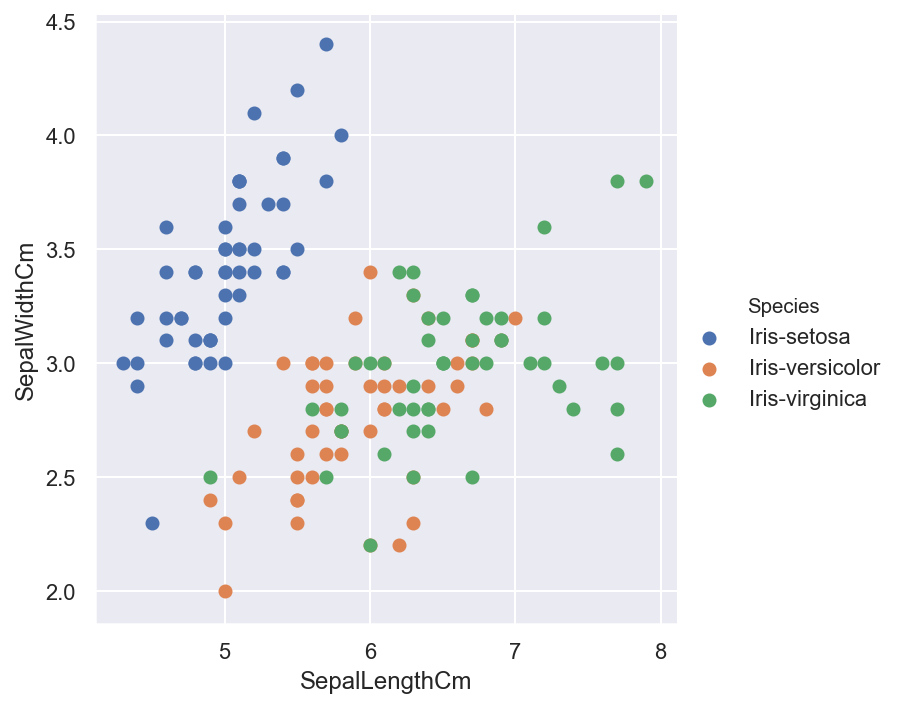 4.5
4.0
3.5
3.0
2.5
2.0
SepalWidthCm
5 6 7 8
SepalLengthCm
Species
Iris-setosa
Iris-versicolor
Iris-virginica